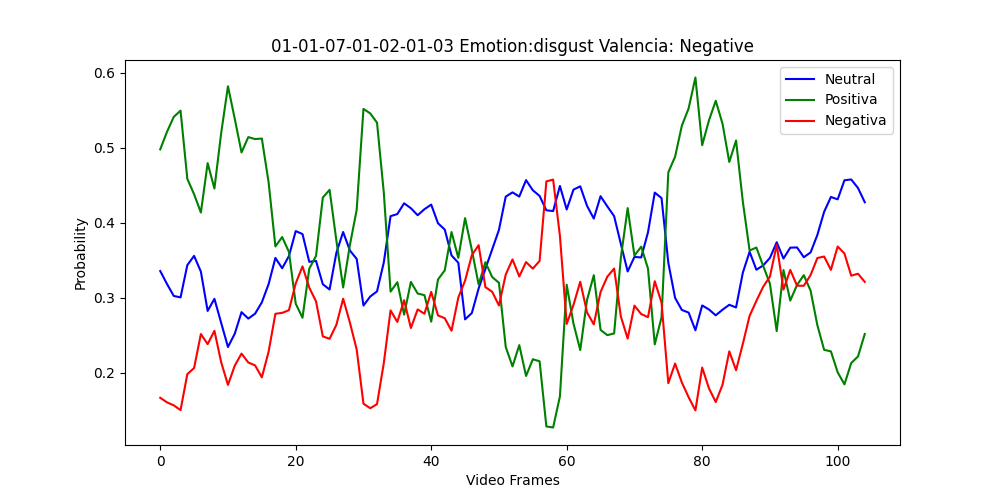 01-01-07-01-02-01-03 Emotion:disgust Valencia: Negative
Neutral
Positiva
Negativa
Probability
0.6
0.5
0.4
0.3
0.2
0 20 40 60 80 100
Video Frames